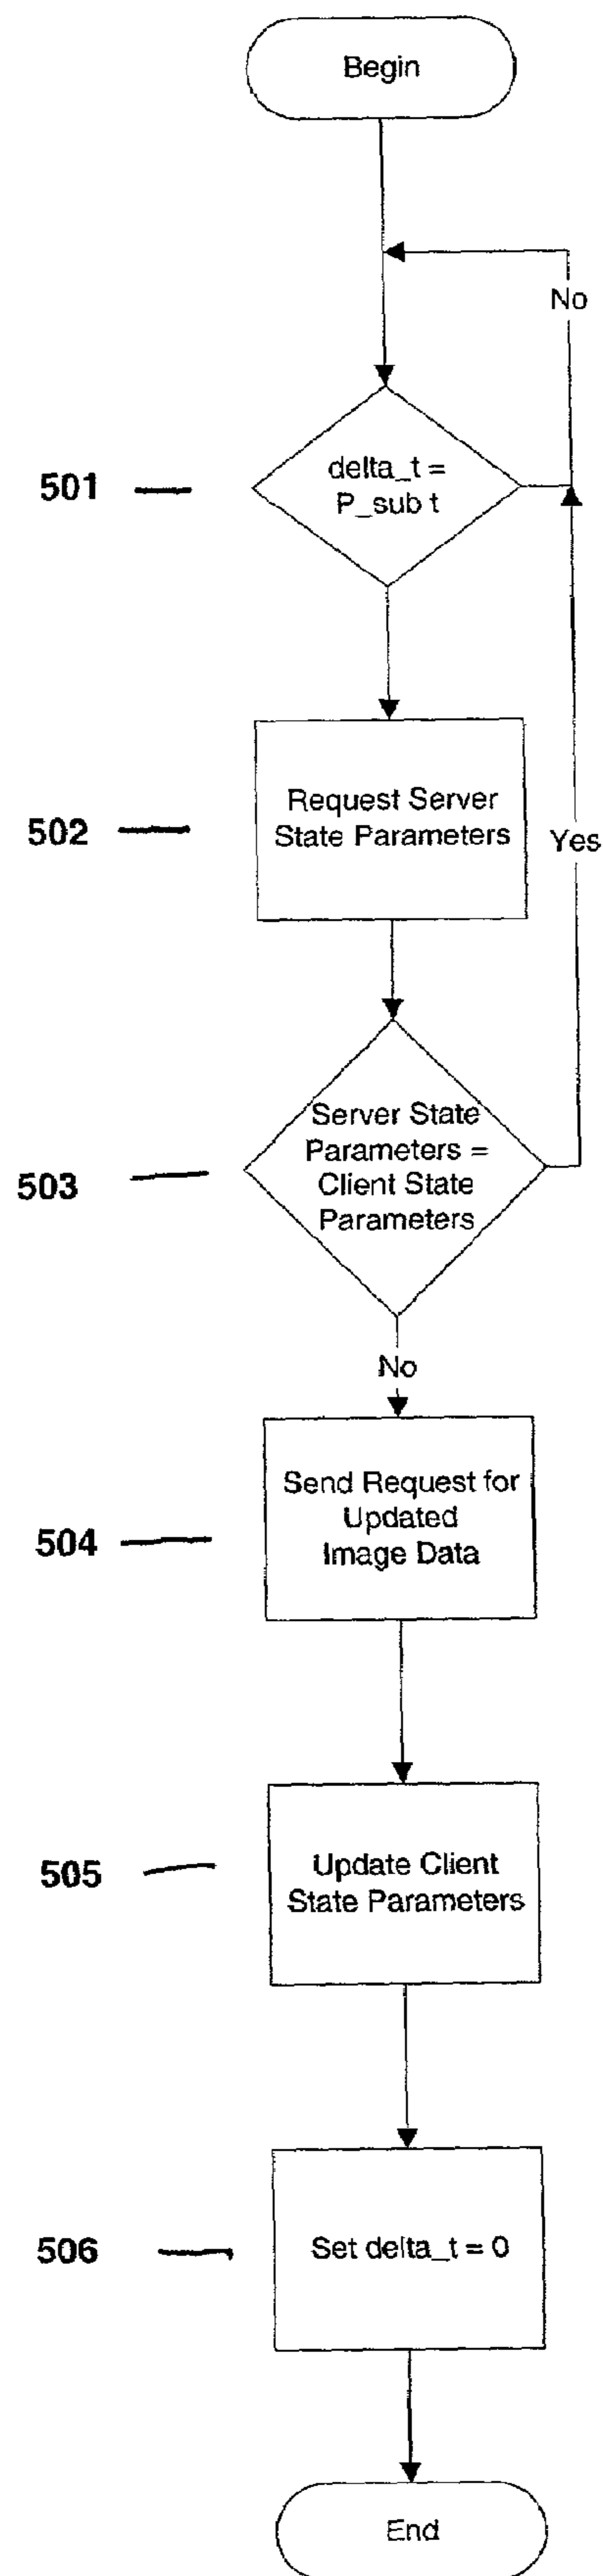 Begin
No
501
delta_t =
P_sub t
502
Request Server
State Parameters
Yes
503
Server State
Parameters =
Client State
Parameters
No
504
Send Request for
Updated
Image Data
505
Update Client
State Parameters
506
Set delta_t = 0
End